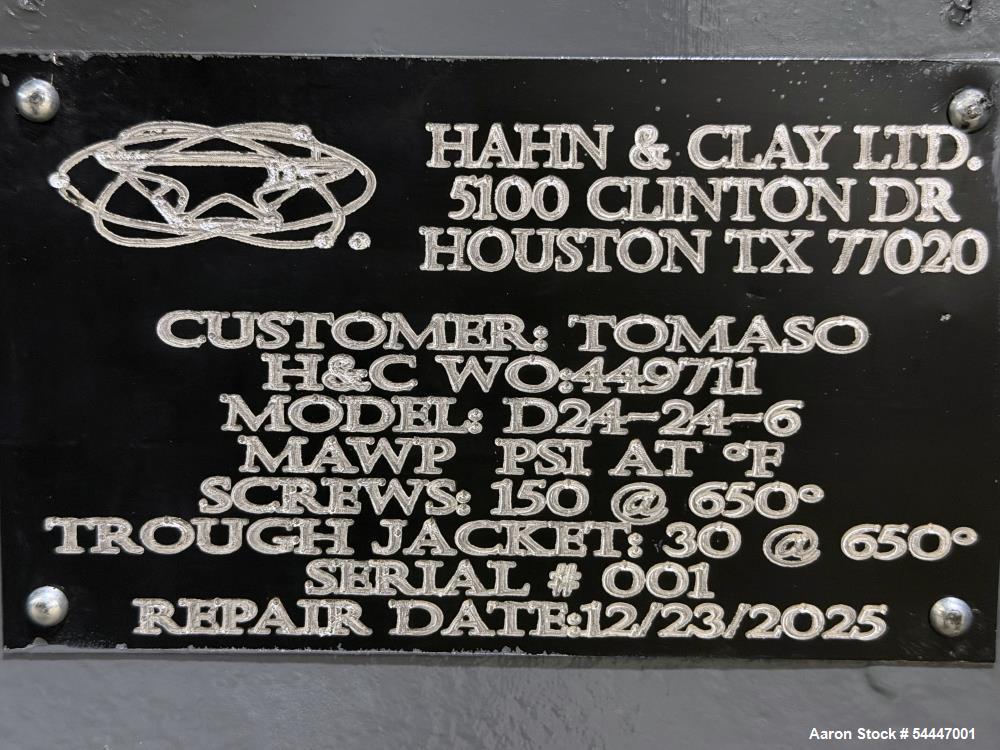 HAHN & CLAY LTD.
5100 CLINTON DR
HOUSTON TX 77020
CUSTOMER: TOMASO
H&C WO:449711
MODEL: D24-24-6
MAWP PSI AT °F
SCREWS: 150 @ 650°
TROUGH JACKET: 30 @ 650°
SERIAL # 001
REPAIR DATE:12/23/2025
Aaron Stock # 54447001